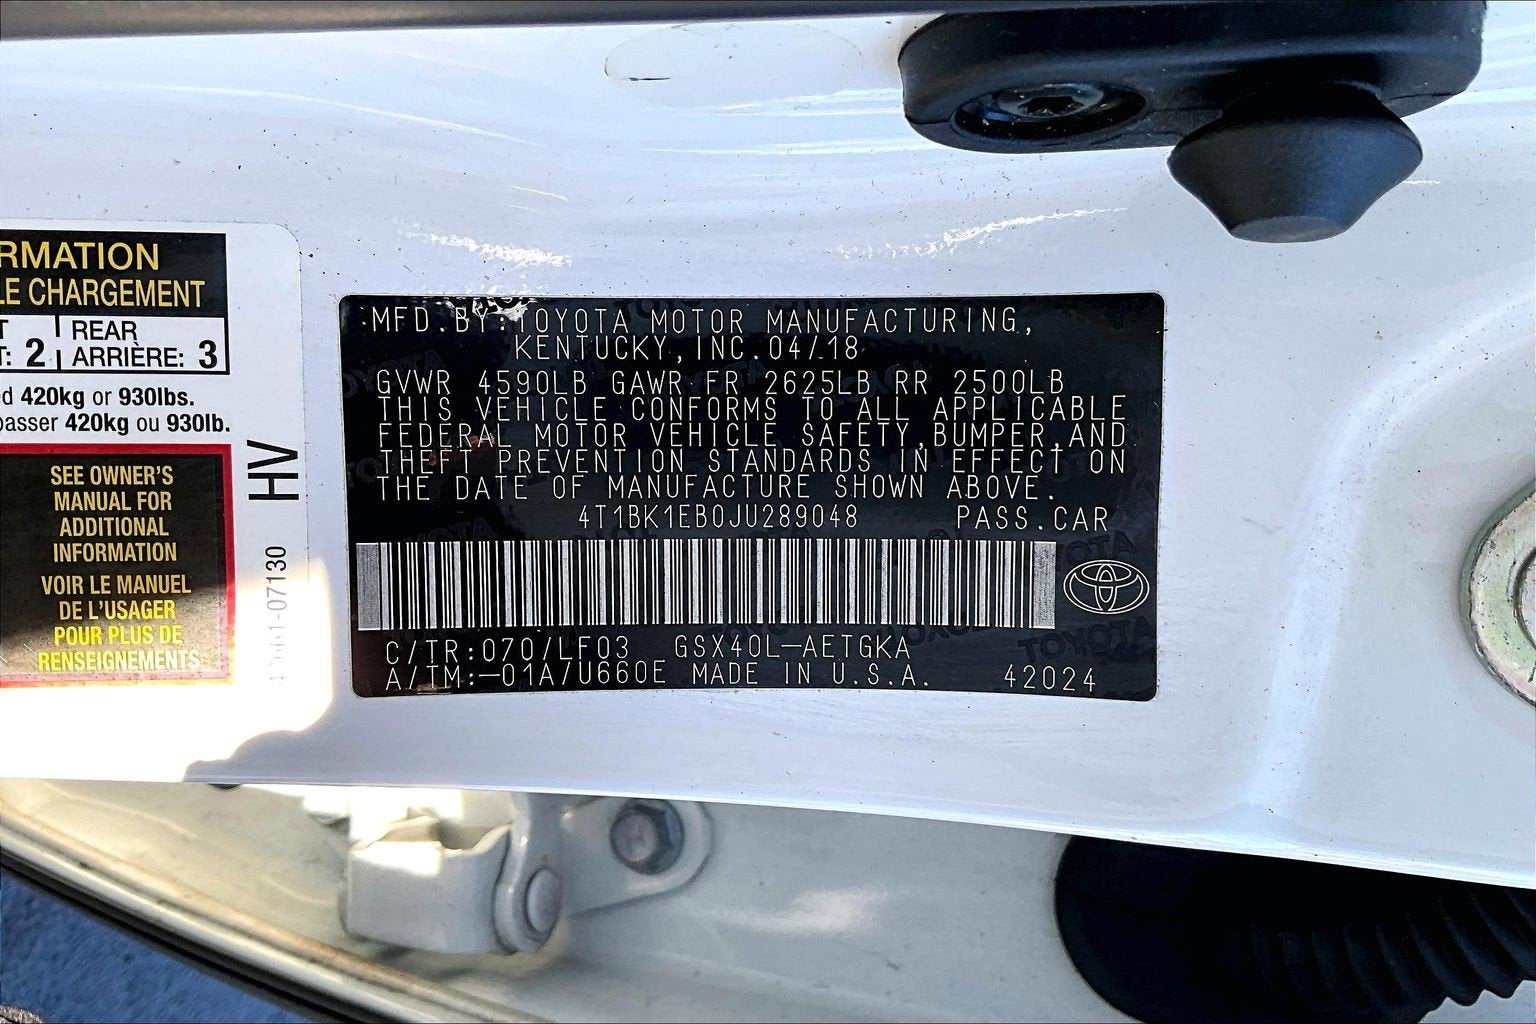 RMATION
LE CHARGEMENT
T: 2 REAR ARRIÈRE: 3
d 420kg or 930lbs.
passer 420kg ou 930lb.
SEE OWNER'S
MANUAL FOR
ADDITIONAL
INFORMATION
VOIR LE MANUEL
DE L'USAGER
POUR PLUS DE
RENSEIGNEMENTS
HV
07130
MFD.BY:TOYOTA MOTOR MANUFACTURING,
KENTUCKY,INC.04/18
GVWR 4590LB GAWR FR 2625LB RR 2500LB
THIS VEHICLE CONFORMS TO ALL APPLICABLE
FEDERAL MOTOR VEHICLE SAFETY,BUMPER,AND
THEFT PREVENTION STANDARDS IN EFFECT ON
THE DATE OF MANUFACTURE SHOWN ABOVE.
4T1BK1EB0JU289048 PASS.CAR
C/TR:070/LF03 GSX40L-AETGKA
A/TM:-01A/U660E MADE IN U.S.A. 42024